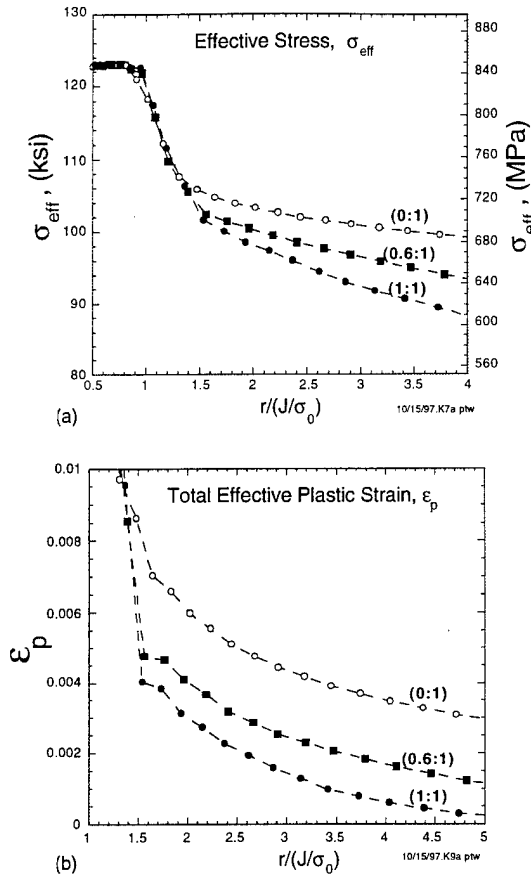 Effective Stress, σeff
130
120
110
100
90
80
σeff , (ksi)
880
840
800
760
720
680
640
600
560
σeff , (MPa)
(0:1)
(0.6:1)
(1:1)
0.5 1 1.5 2 2.5 3 3.5 4
r/(J/σ0)
10/15/97.K7a ptw
(a)
Total Effective Plastic Strain, εp
0.01
0.008
0.006
0.004
0.002
0
εp
(0:1)
(0.6:1)
(1:1)
1 1.5 2 2.5 3 3.5 4 4.5 5
r/(J/σ0)
10/15/97.K9a ptw
(b)